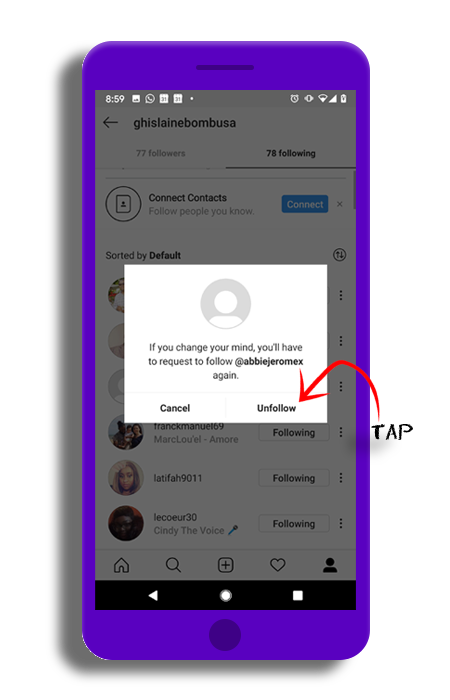 8:59
31 31
ghislainebombusa
77 followers 78 following
Connect Contacts
Follow people you know.
Connect
Sorted by Default
If you change your mind, you'll have
to request to follow @abbiejeromex
again.
Cancel Unfollow
TAP
franckmanuel69
MarcLou'el - Amore
Following
latifah9011
Following
lecoeur30
Cindy The Voice
Following